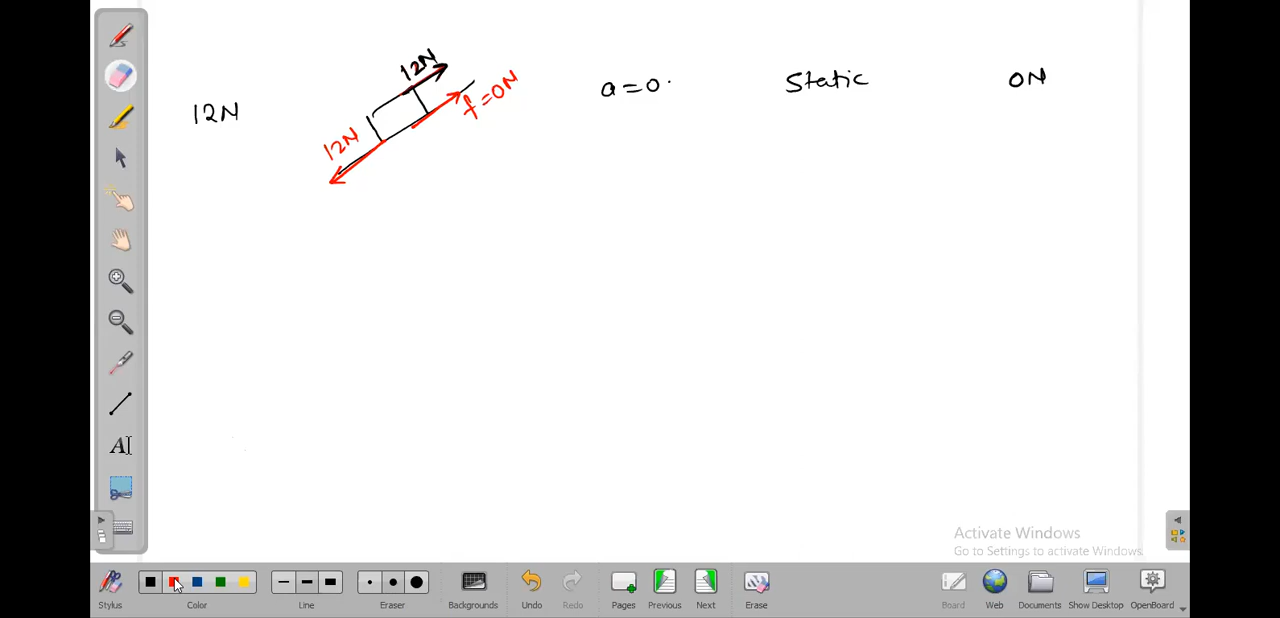 12N
12N
12N
f=0N
a=0
Static
0N
A
Activate Windows
Go to Settings to activate Windows.
Stylus
Color
Line
Eraser
Backgrounds
Undo
Redo
Pages
Previous
Next
Erase
Board
Web
Documents
Show Desktop
OpenBoard